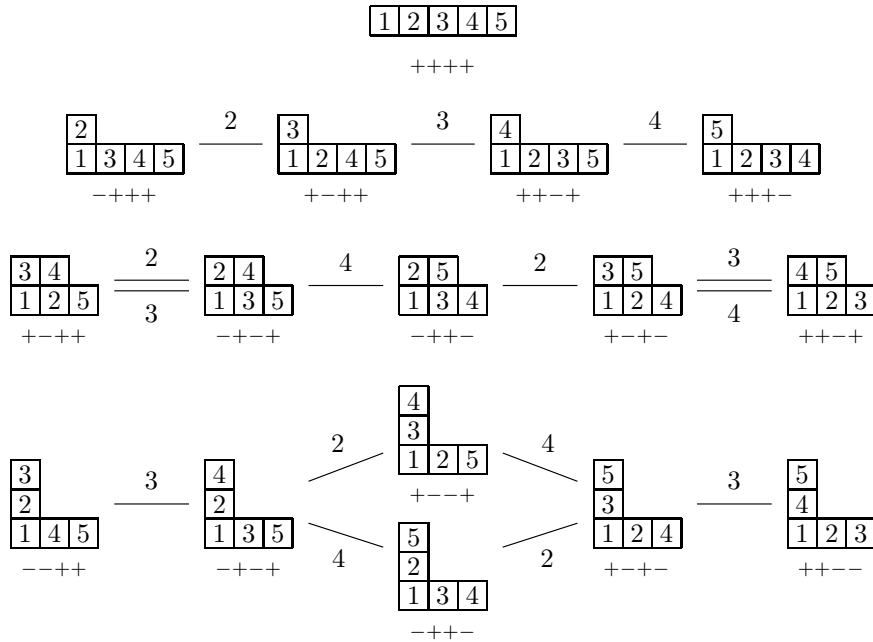 1 2 3 4 5
++++
2 3 4 5
2 3 4
1 3 4 5 1 2 4 5 1 2 3 5 1 2 3 4
-+++ +-++ ++-+ +++-
2 3
3 4 2 4 4 2 5 2 3 5 4 5
1 2 5 1 3 5 1 3 4 1 2 4 1 2 3
3 4
+-++ -+-+ -++- +-+- ++-+
4
3
2 4
1 2 5
3 4 5 5
3 +--+ 3
2 2 3 4
5
1 4 5 1 3 5 1 2 4 1 2 3
4 2 2
--++ -+-+ +-+- ++--
1 3 4
-++-